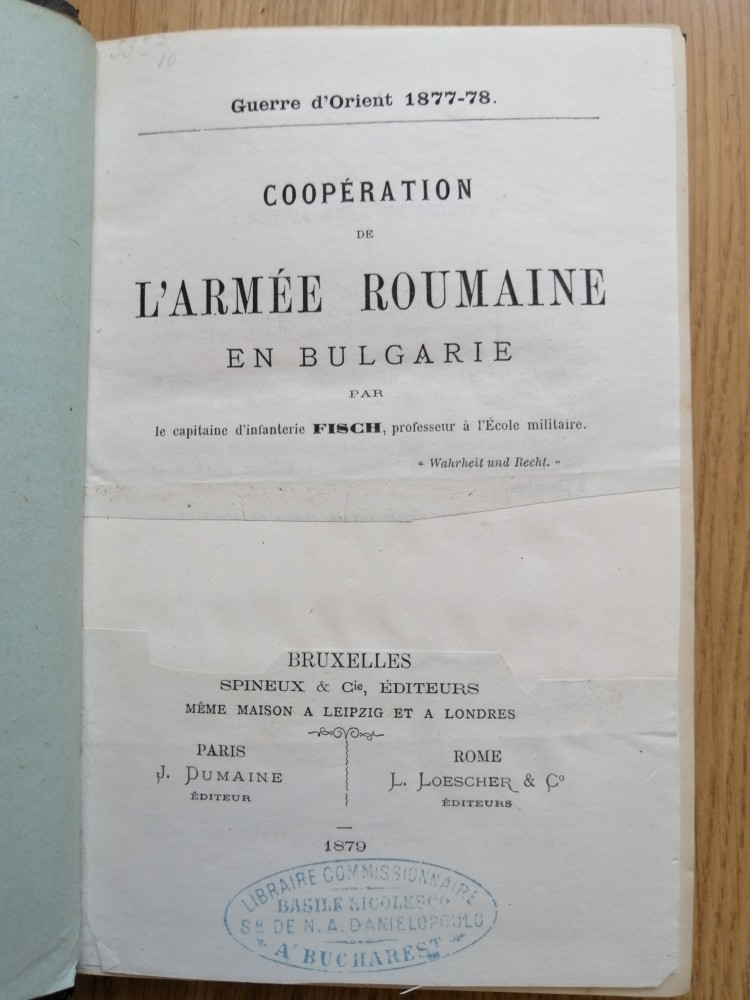 Guerre d'Orient 1877-78.
COOPÉRATION
DE
L'ARMÉE ROUMAINE
EN BULGARIE
PAR
le capitaine d'infanterie FISCH, professeur à l'École militaire.
“ Wahrheit und Recht. „
BRUXELLES
SPINEUX & Cie, ÉDITEURS
MÊME MAISON A LEIPZIG ET A LONDRES
PARIS
J. DUMAINE
ÉDITEUR
ROME
L. LOESCHER & Co
ÉDITEURS
1879
LIBRAIRE COMMISSIONNAIRE
BASILE NICOLESCO
Sr DE N. A. DANIELOPOULO
A' BUCHAREST